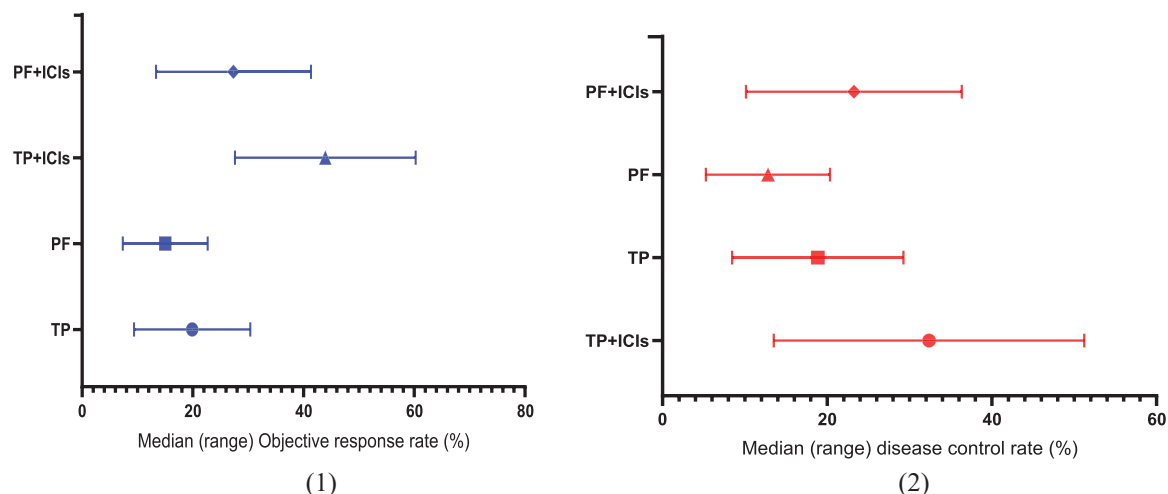 PF+ICIs
TP+ICIs
PF
TP
0 20 40 60 80
Median (range) Objective response rate (%)
(1)
PF+ICIs
PF
TP
TP+ICIs
0 20 40 60
Median (range) disease control rate (%)
(2)